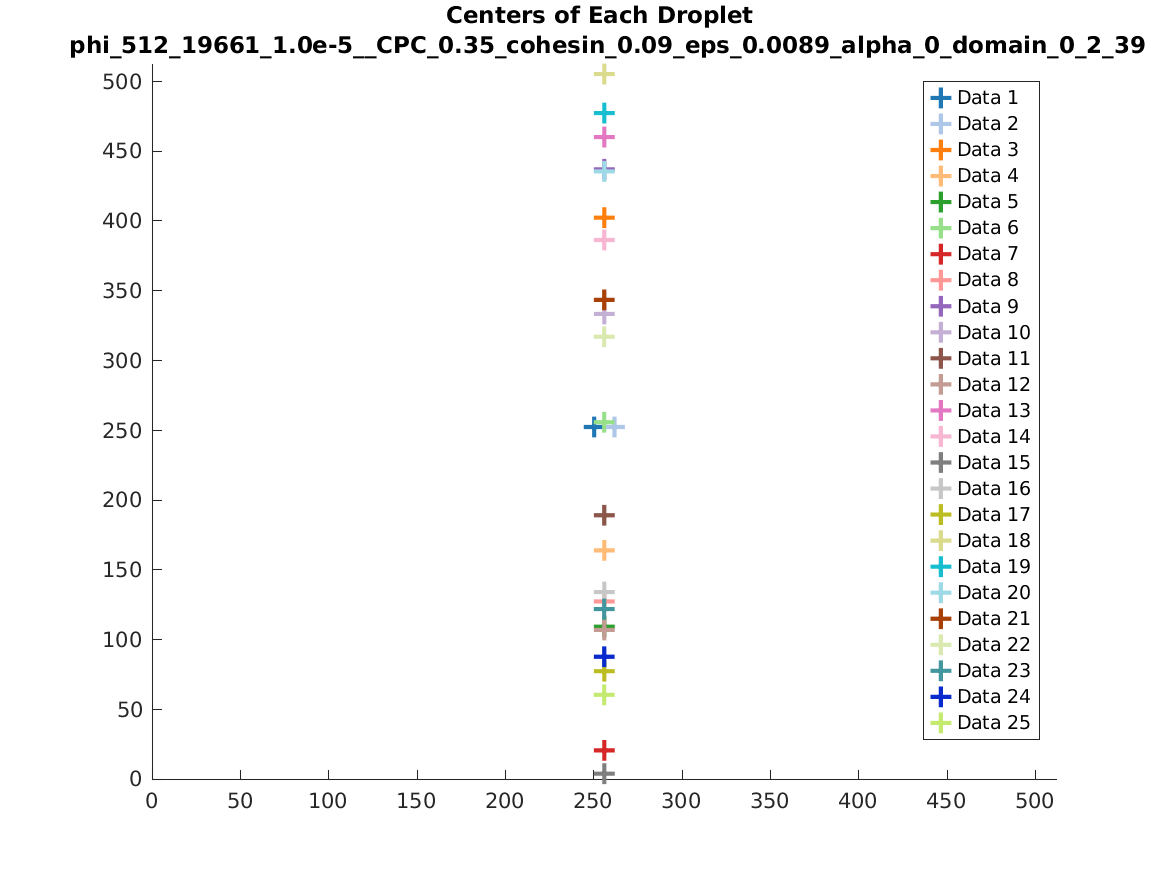 Centers of Each Droplet
phi_512_19661_1.0e-5__CPC_0.35_cohesin_0.09_eps_0.0089_alpha_0_domain_0_2_39
500
450
400
350
300
250
200
150
100
50
0
0 50 100 150 200 250 300 350 400 450 500
Data 1
Data 2
Data 3
Data 4
Data 5
Data 6
Data 7
Data 8
Data 9
Data 10
Data 11
Data 12
Data 13
Data 14
Data 15
Data 16
Data 17
Data 18
Data 19
Data 20
Data 21
Data 22
Data 23
Data 24
Data 25